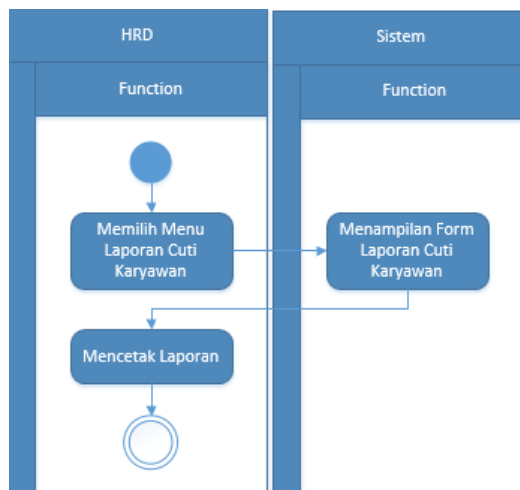 HRD
Sistem
Function
Function
Memilih Menu
Laporan Cuti
Karyawan
Menampilan Form
Laporan Cuti
Karyawan
Mencetak Laporan